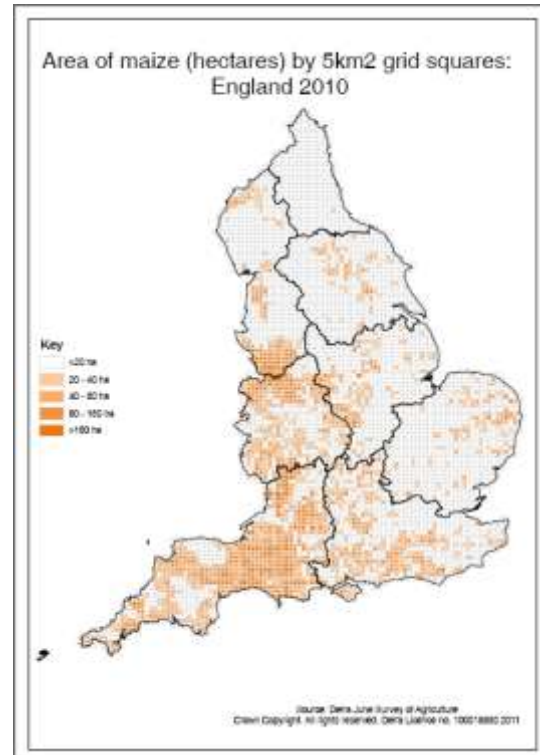 Area of maize (hectares) by 5km2 grid squares:
England 2010
Key
<20 ha
20 - 40 ha
40 - 80 ha
80 - 160 ha
>160 ha
Source: Defra June Survey of Agriculture
Crown Copyright. All rights reserved. Defra Licence no. 2011